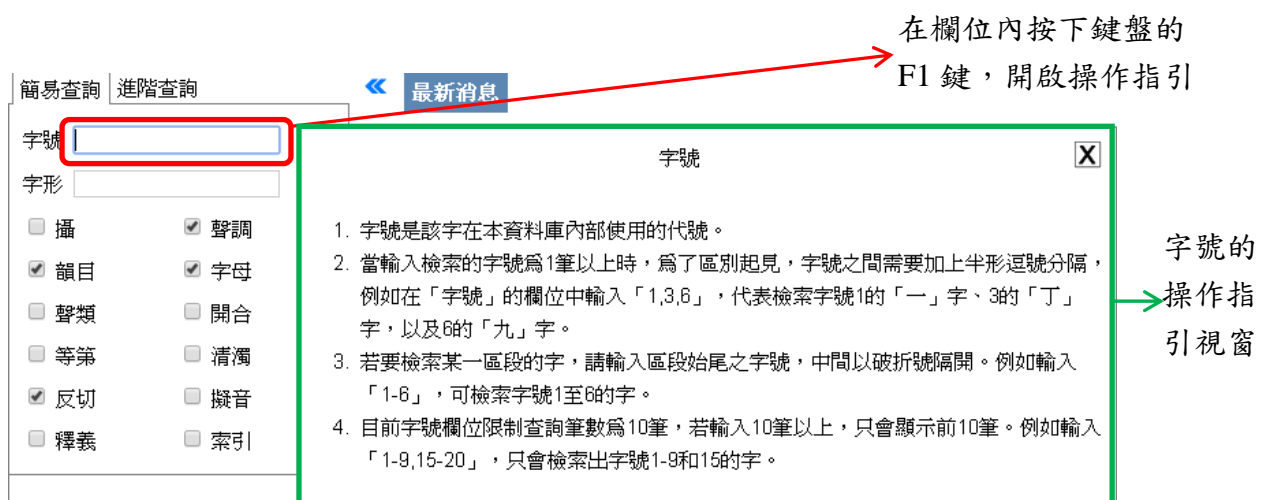 在欄位內按下鍵盤的
F1 鍵，開啟操作指引
簡易查詢 進階查詢
« 最新消息
字號
字形
攝 聲調
韻目 字母
聲類 開合
等第 清濁
反切 擬音
釋義 索引
字號 X
1. 字號是該字在本資料庫內部使用的代號。
2. 當輸入檢索的字號為1筆以上時，為了區別起見，字號之間需要加上半形逗號分隔，
例如在「字號」的欄位中輸入「1,3,6」，代表檢索字號1的「一」字、3的「丁」
字，以及6的「九」字。
3. 若要檢索某一區段的字，請輸入區段始尾之字號，中間以破折號隔開。例如輸入
「1-6」，可檢索字號1至6的字。
4. 目前字號欄位限制查詢筆數為10筆，若輸入10筆以上，只會顯示前10筆。例如輸入
「1-9,15-20」，只會檢索出字號1-9和15的字。
字號的
操作指
引視窗